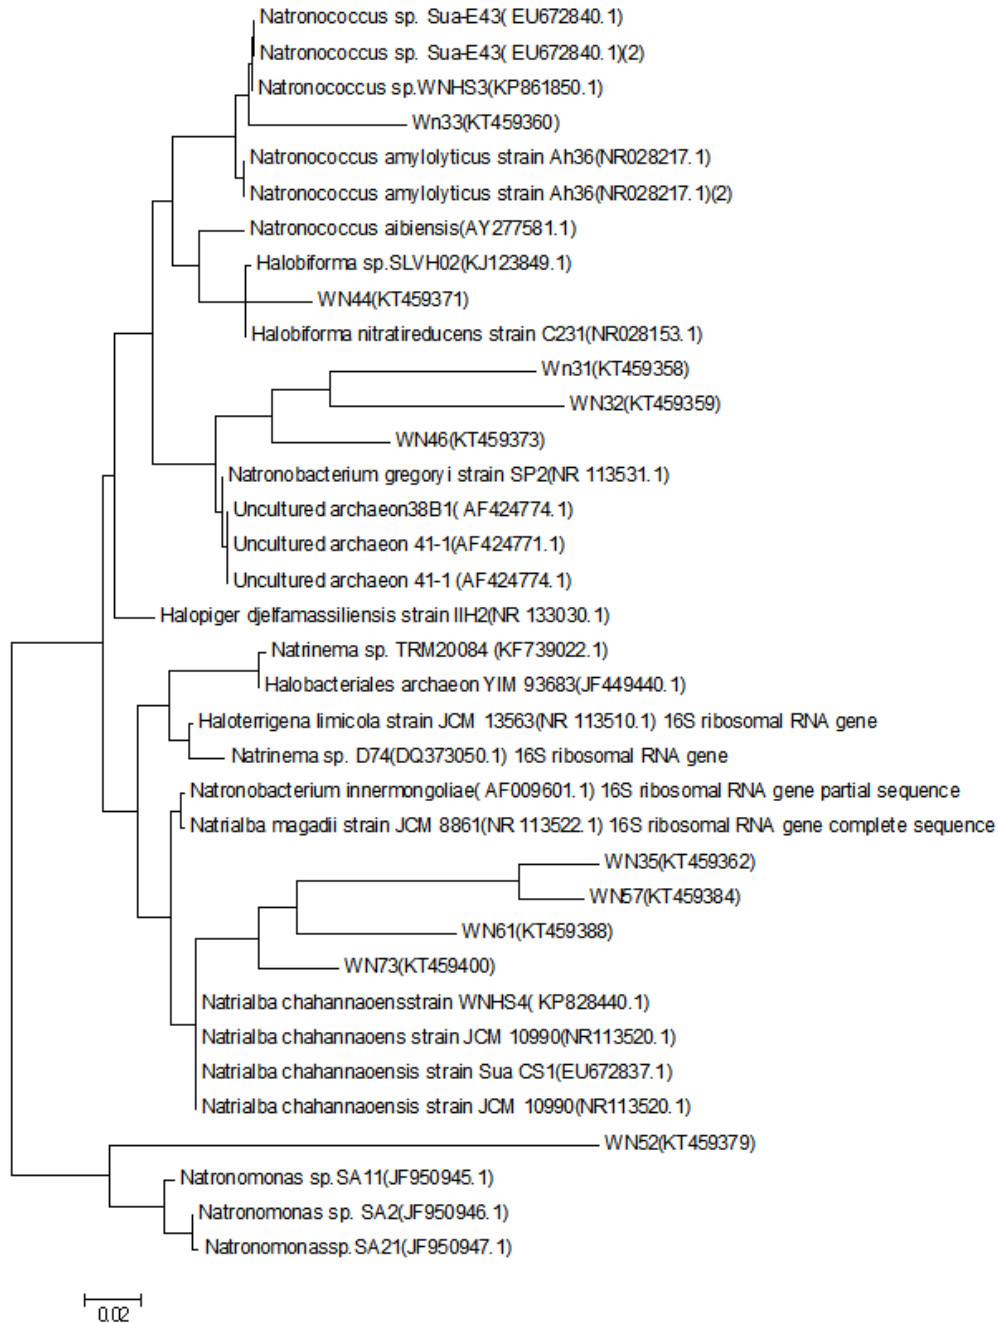 Natronococcus sp. Sua-E43( EU672840.1)
Natronococcus sp. Sua-E43( EU672840.1)(2)
Natronococcus sp.WNHS3(KP861850.1)
Wn33(KT459360)
Natronococcus amylolyticus strain Ah36(NR028217.1)
Natronococcus amylolyticus strain Ah36(NR028217.1)(2)
Natronococcus aibiensis(AY277581.1)
Halobiforma sp.SLVH02(KJ123849.1)
WN44(KT459371)
Halobiforma nitratireducens strain C231(NR028153.1)
Wn31(KT459358)
WN32(KT459359)
WN46(KT459373)
Natronobacterium gregoryi strain SP2(NR 113531.1)
Uncultured archaeon38B1( AF424774.1)
Uncultured archaeon 41-1(AF424771.1)
Uncultured archaeon 41-1 (AF424774.1)
Halopiger djelfamassiliensis strain IIH2(NR 133030.1)
Natrinema sp. TRM20084 (KF739022.1)
Halobacteriales archaeon YIM 93683(JF449440.1)
Haloterrigena limicola strain JCM 13563(NR 113510.1) 16S ribosomal RNA gene
Natrinema sp. D74(DQ373050.1) 16S ribosomal RNA gene
Natronobacterium innermongoliae( AF009601.1) 16S ribosomal RNA gene partial sequence
Natrialba magadii strain JCM 8861(NR 113522.1) 16S ribosomal RNA gene complete sequence
WN35(KT459362)
WN57(KT459384)
WN61(KT459388)
WN73(KT459400)
Natrialba chahannaoensstrain WNHS4( KP828440.1)
Natrialba chahannaoens strain JCM 10990(NR113520.1)
Natrialba chahannaoensis strain Sua CS1(EU672837.1)
Natrialba chahannaoensis strain JCM 10990(NR113520.1)
WN52(KT459379)
Natronomonas sp.SA11(JF950945.1)
Natronomonas sp. SA2(JF950946.1)
Natronomonassp.SA21(JF950947.1)
0.02